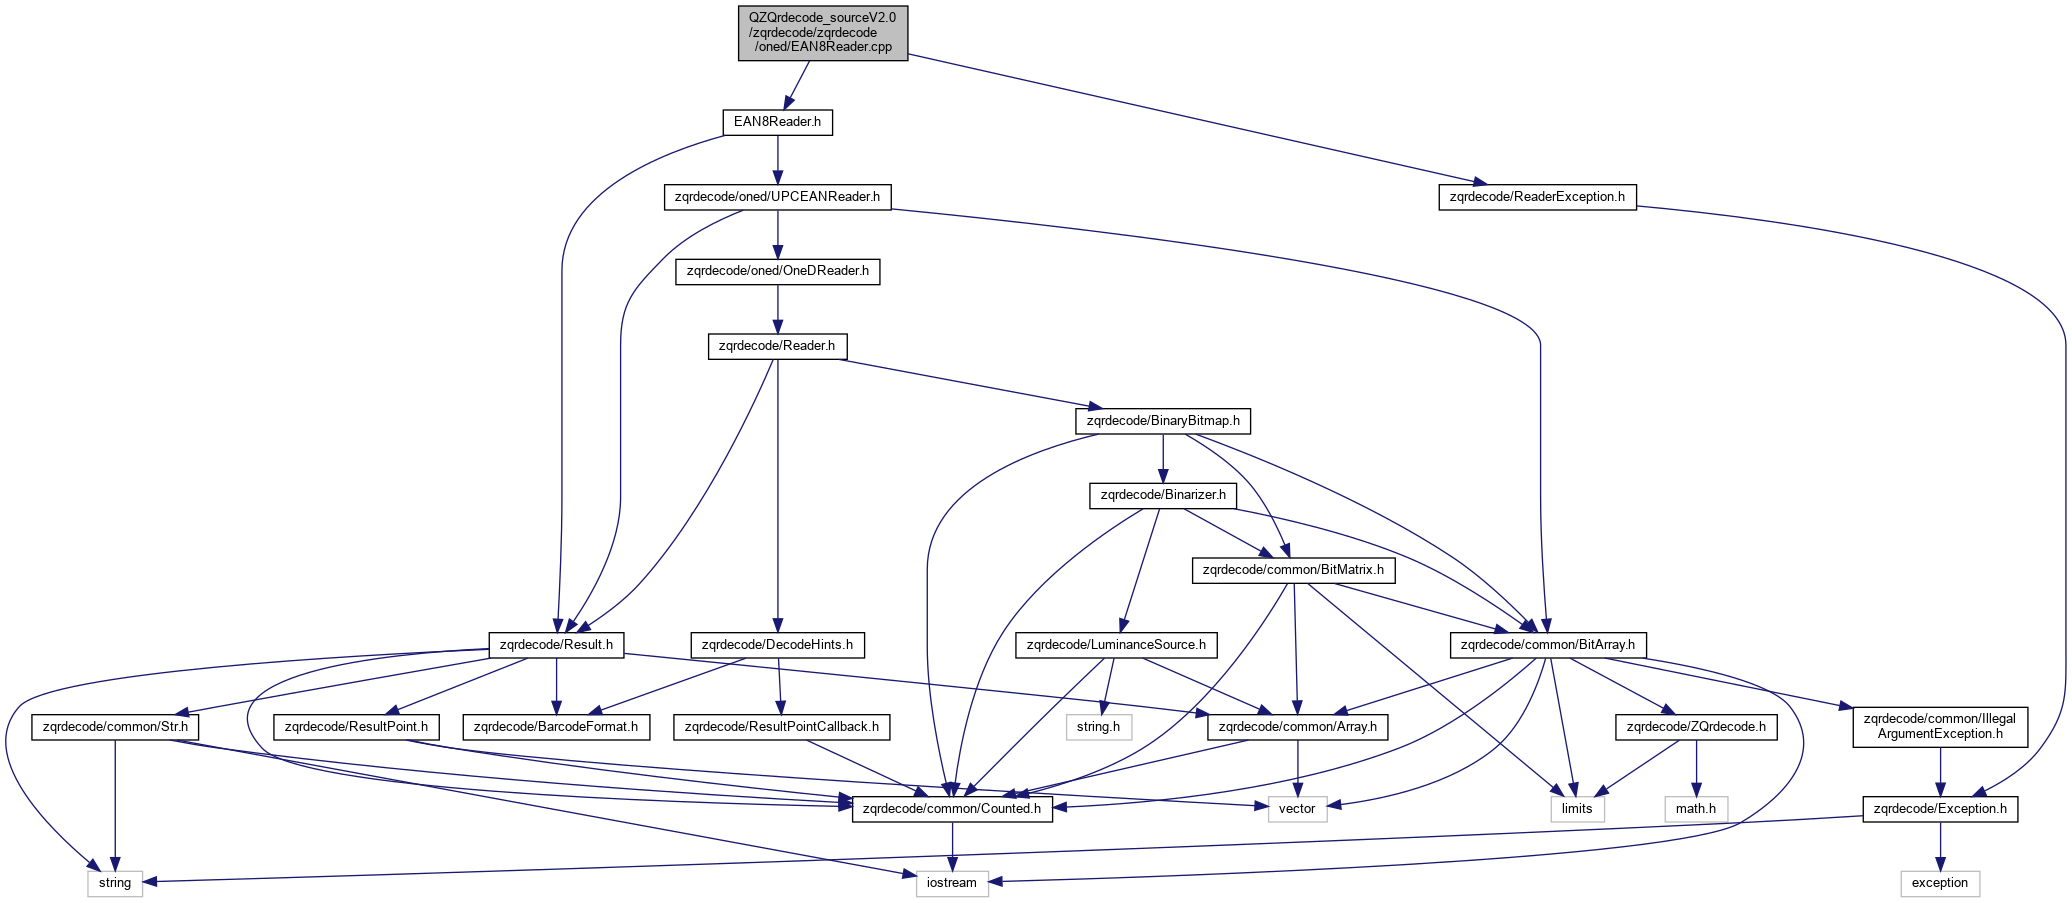 QZQrdecode_sourceV2.0
/zqrdecode/zqrdecode
/oned/EAN8Reader.cpp
EAN8Reader.h
zqrdecode/oned/UPCEANReader.h
zqrdecode/ReaderException.h
zqrdecode/oned/OneDReader.h
zqrdecode/Reader.h
zqrdecode/BinaryBitmap.h
zqrdecode/Binarizer.h
zqrdecode/common/BitMatrix.h
zqrdecode/Result.h
zqrdecode/DecodeHints.h
zqrdecode/LuminanceSource.h
zqrdecode/common/BitArray.h
zqrdecode/common/Str.h
zqrdecode/ResultPoint.h
zqrdecode/BarcodeFormat.h
zqrdecode/ResultPointCallback.h
string.h
zqrdecode/common/Array.h
zqrdecode/ZQrdecode.h
zqrdecode/common/Illegal
ArgumentException.h
zqrdecode/common/Counted.h
vector
limits
math.h
zqrdecode/Exception.h
string
iostream
exception